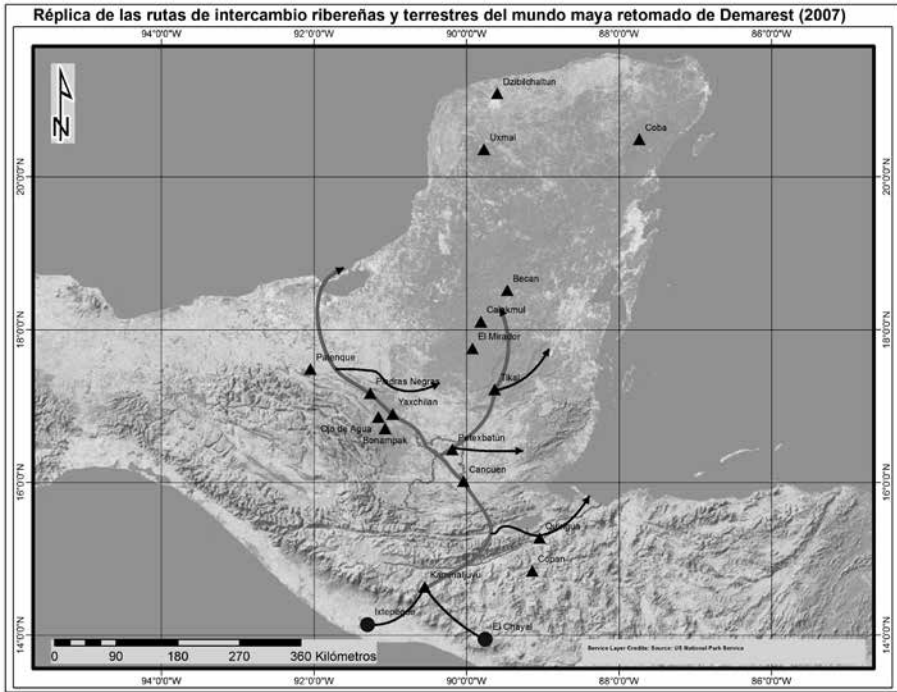 Réplica de las rutas de intercambio ribereñas y terrestres del mundo maya retomado de Demarest (2007)
94°0'0"W 92°0'0"W 90°0'0"W 88°0'0"W 86°0'0"W
N
Dzibilchaltun
Coba
Uxmal
20°0'0"N 20°0'0"N
Becan
Calakmul
18°0'0"N 18°0'0"N
El Mirador
Palenque
Tikal
Piedras Negras
Yaxchilan
Ojo de Agua
Bonampak
Petexbatún
Cancuen
16°0'0"N 16°0'0"N
Quirigua
Copan
Kaminaljuyú
Ixtepeque
El Chayal
14°0'0"N 14°0'0"N
0 90 180 270 360 Kilómetros
Service Layer Credits: Source: US National Park Service
94°0'0"W 92°0'0"W 90°0'0"W 88°0'0"W 86°0'0"W